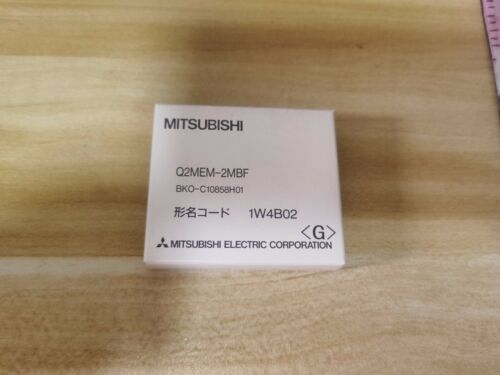 MITSUBISHI
Q2MEM-2MBF
BKO-C10858H01
形名コード 1W4B02
<G>
MITSUBISHI ELECTRIC CORPORATION